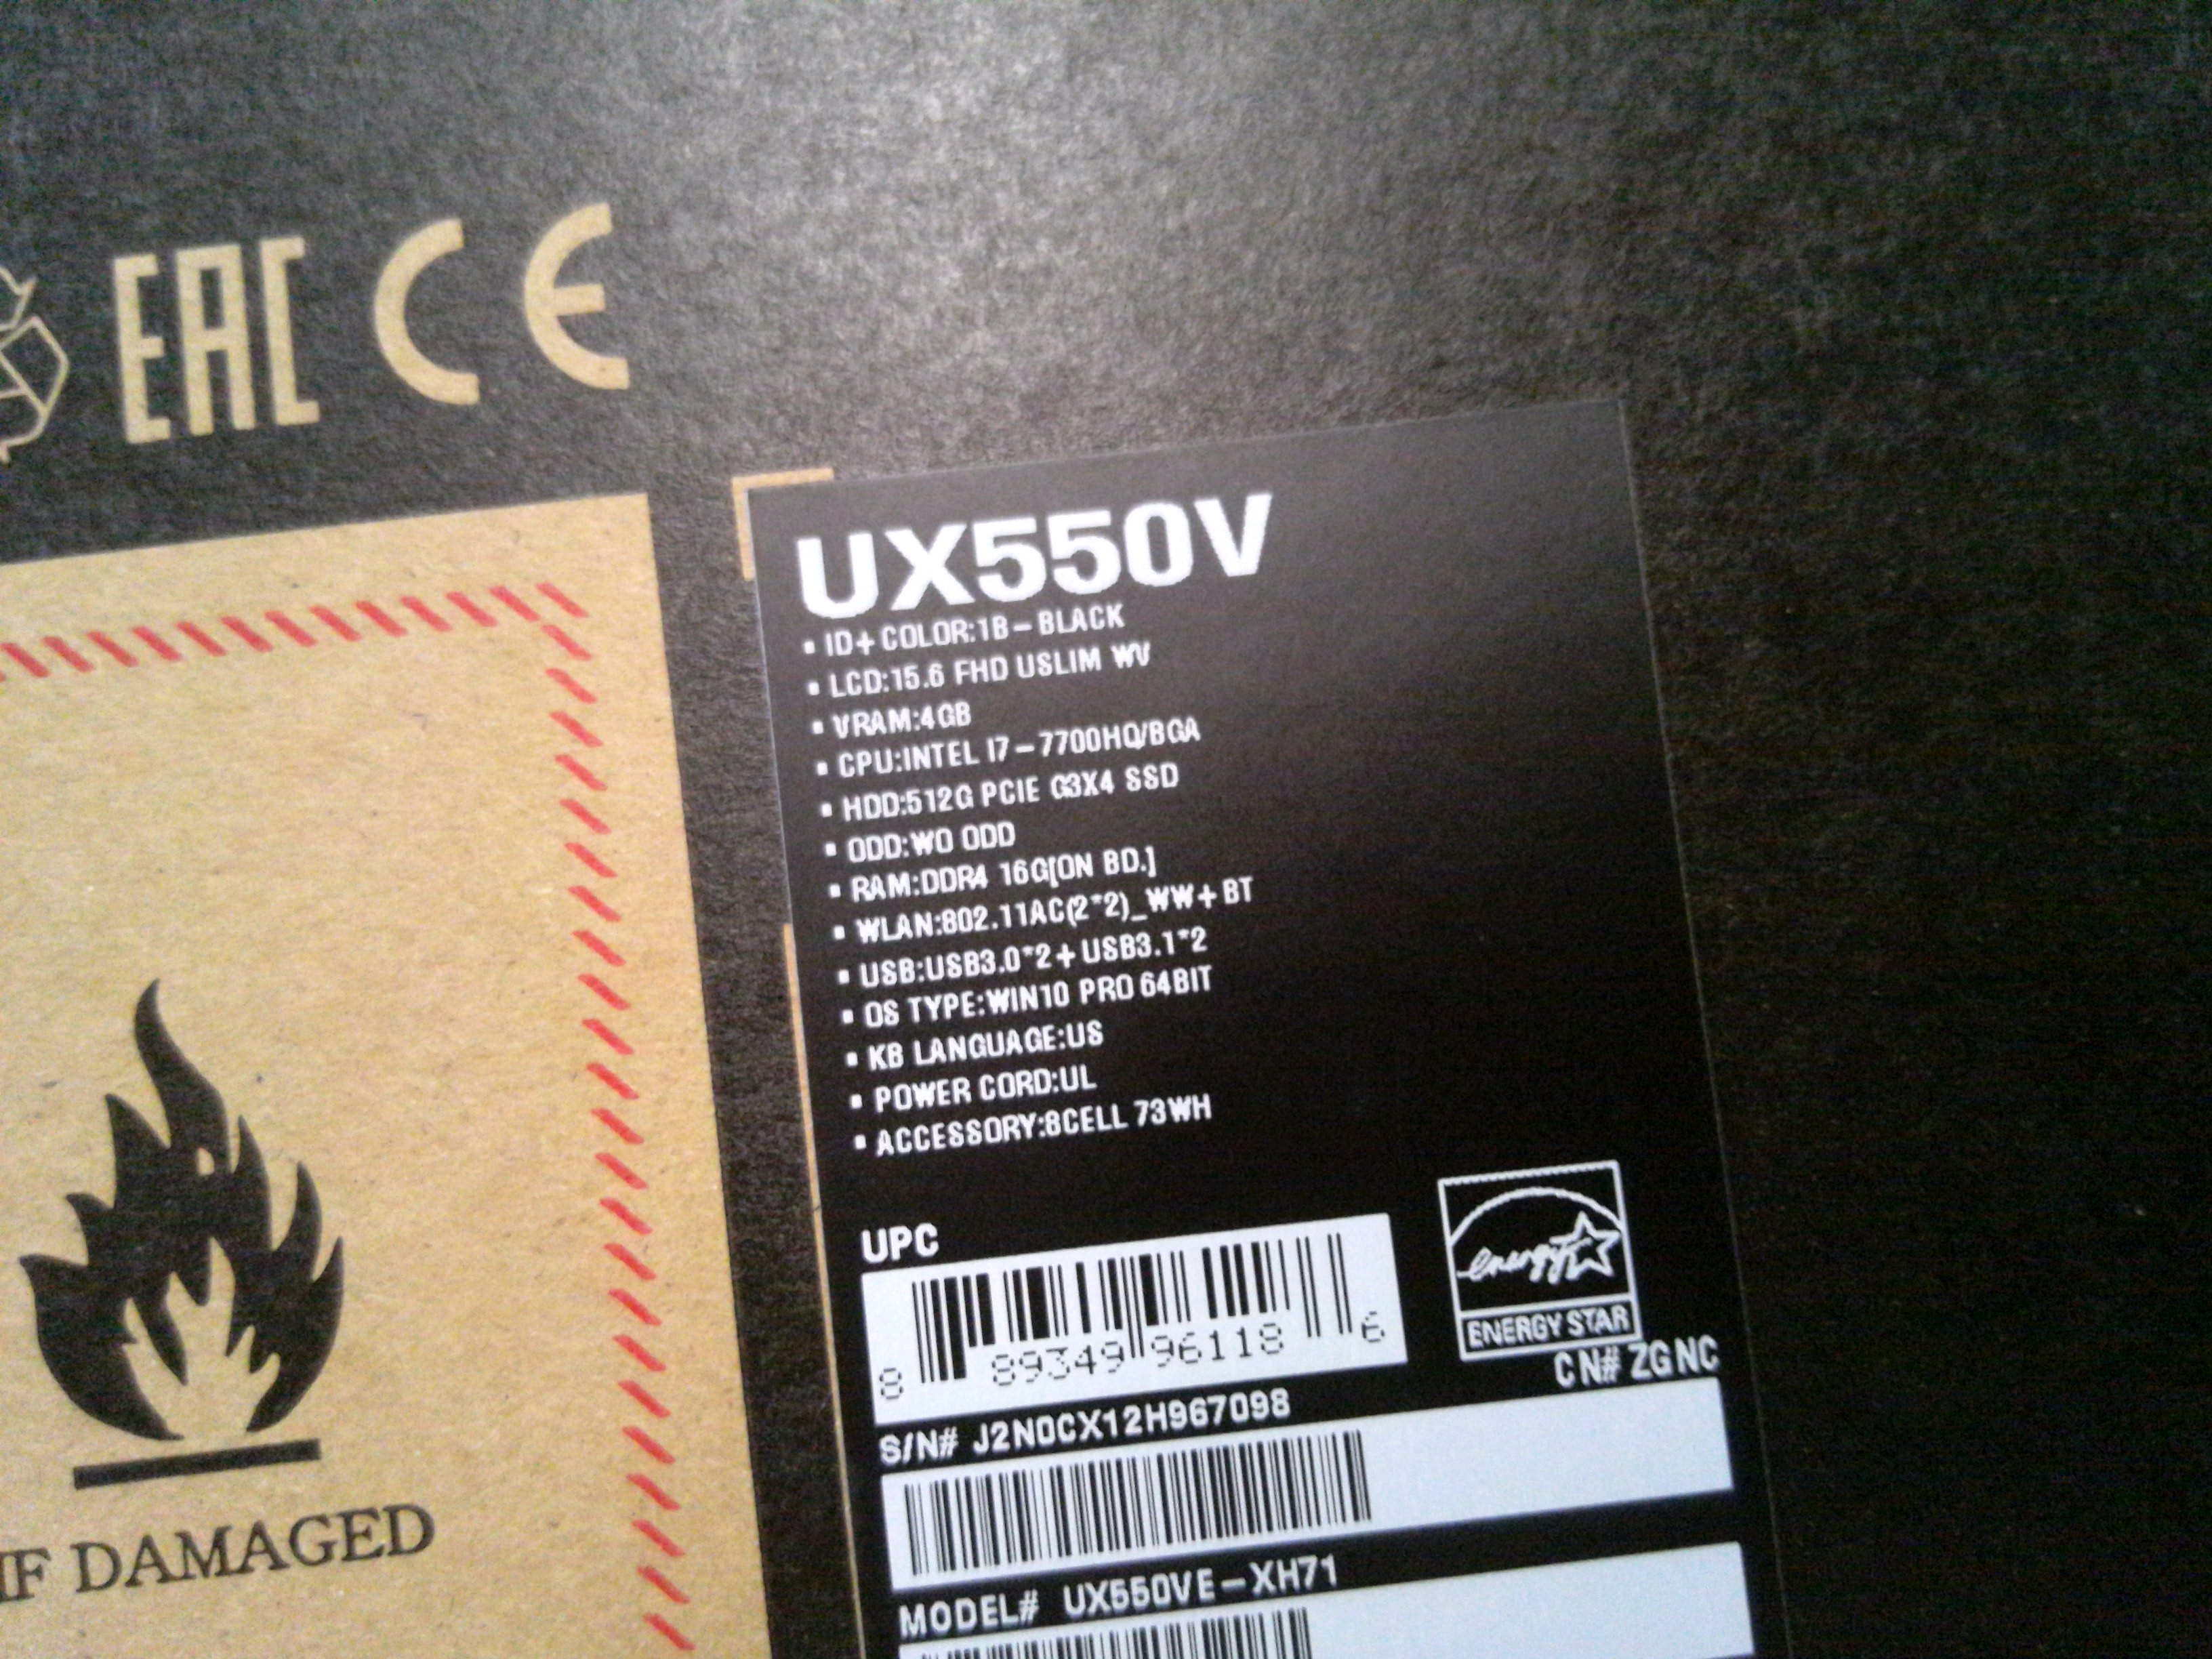 EAC CE
IF DAMAGED
UX550V
▪ ID+COLOR:1B-BLACK
▪ LCD:15.6 FHD USLIM WV
▪ VRAM:4GB
▪ CPU:INTEL I7-7700HQ/BGA
▪ HDD:512G PCIE G3X4 SSD
▪ ODD:WO ODD
▪ RAM:DDR4 16G[ON BD.]
▪ WLAN:802.11AC(2*2)_WW+BT
▪ USB:USB3.0*2+USB3.1*2
▪ OS TYPE:WIN10 PRO 64BIT
▪ KB LANGUAGE:US
▪ POWER CORD:UL
▪ ACCESSORY:8CELL 73WH
UPC
8 89349 96118 6
energy
ENERGY STAR
CN# ZGNC
S/N# J2N0CX12H967098
MODEL# UX550VE-XH71